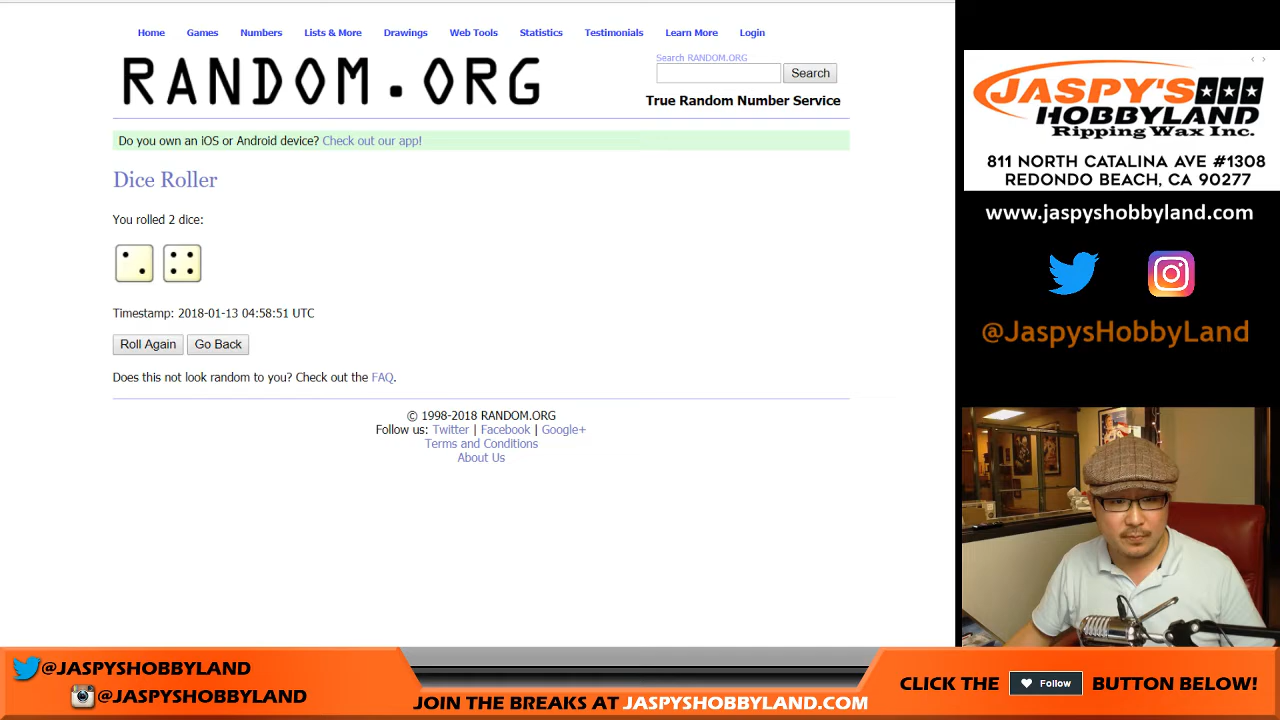 Home Games Numbers Lists & More Drawings Web Tools Statistics Testimonials Learn More Login
RANDOM.ORG
Search RANDOM.ORG
Search
True Random Number Service
Do you own an iOS or Android device? Check out our app!
Dice Roller
You rolled 2 dice:
Timestamp: 2018-01-13 04:58:51 UTC
Roll Again Go Back
Does this not look random to you? Check out the FAQ.
© 1998-2018 RANDOM.ORG
Follow us: Twitter | Facebook | Google+
Terms and Conditions
About Us
JASPY'S
HOBBYLAND
Ripping Wax Inc.
811 NORTH CATALINA AVE #1308
REDONDO BEACH, CA 90277
www.jaspyshobbyland.com
@JaspysHobbyLand
@JASPYSHOBBYLAND
@JASPYSHOBBYLAND
JOIN THE BREAKS AT JASPYSHOBBYLAND.COM
CLICK THE Follow BUTTON BELOW!